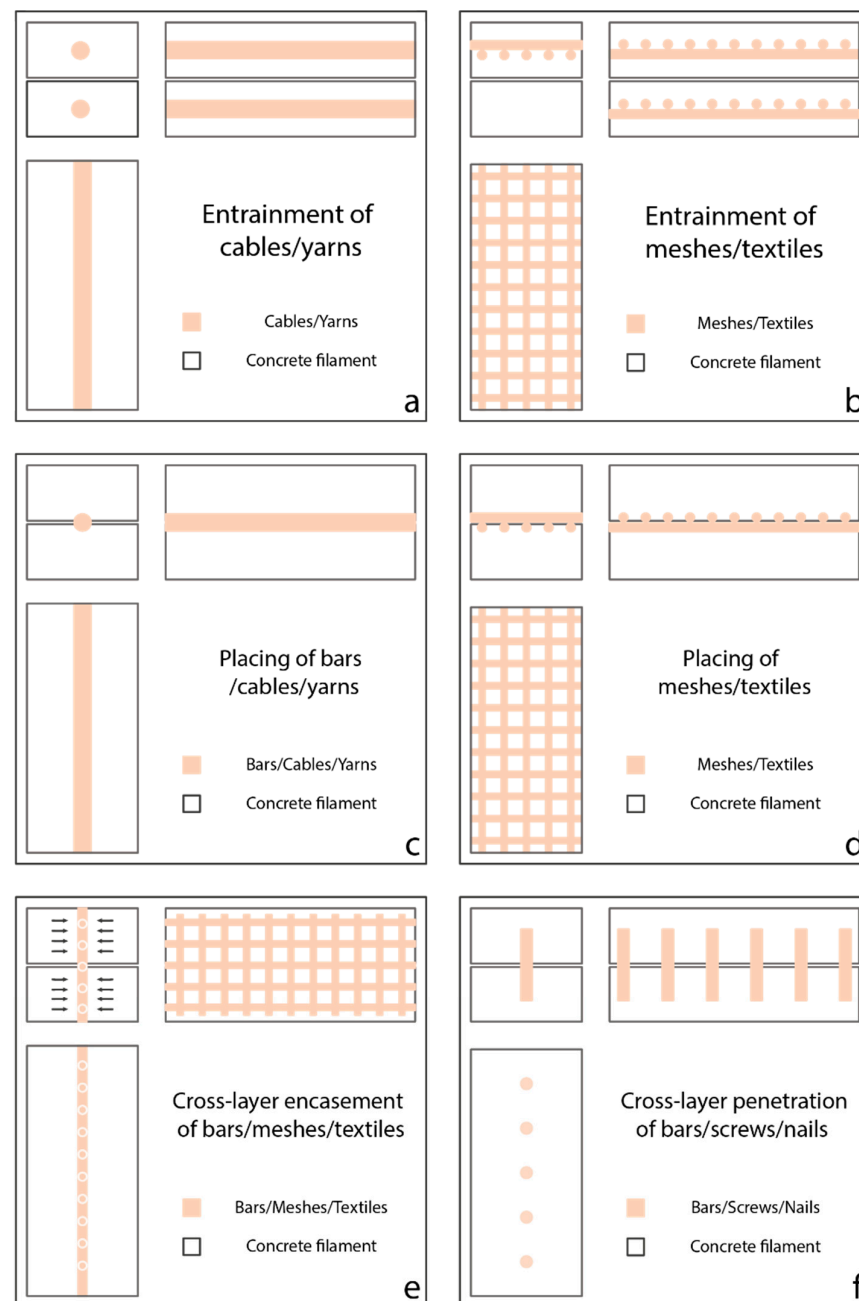 Entrainment of
cables/yarns
Cables/Yarns
Concrete filament
a
Entrainment of
meshes/textiles
Meshes/Textiles
Concrete filament
b
Placing of bars
/cables/yarns
Bars/Cables/Yarns
Concrete filament
c
Placing of
meshes/textiles
Meshes/Textiles
Concrete filament
d
Cross-layer encasement
of bars/meshes/textiles
Bars/Meshes/Textiles
Concrete filament
e
Cross-layer penetration
of bars/screws/nails
Bars/Screws/Nails
Concrete filament
f